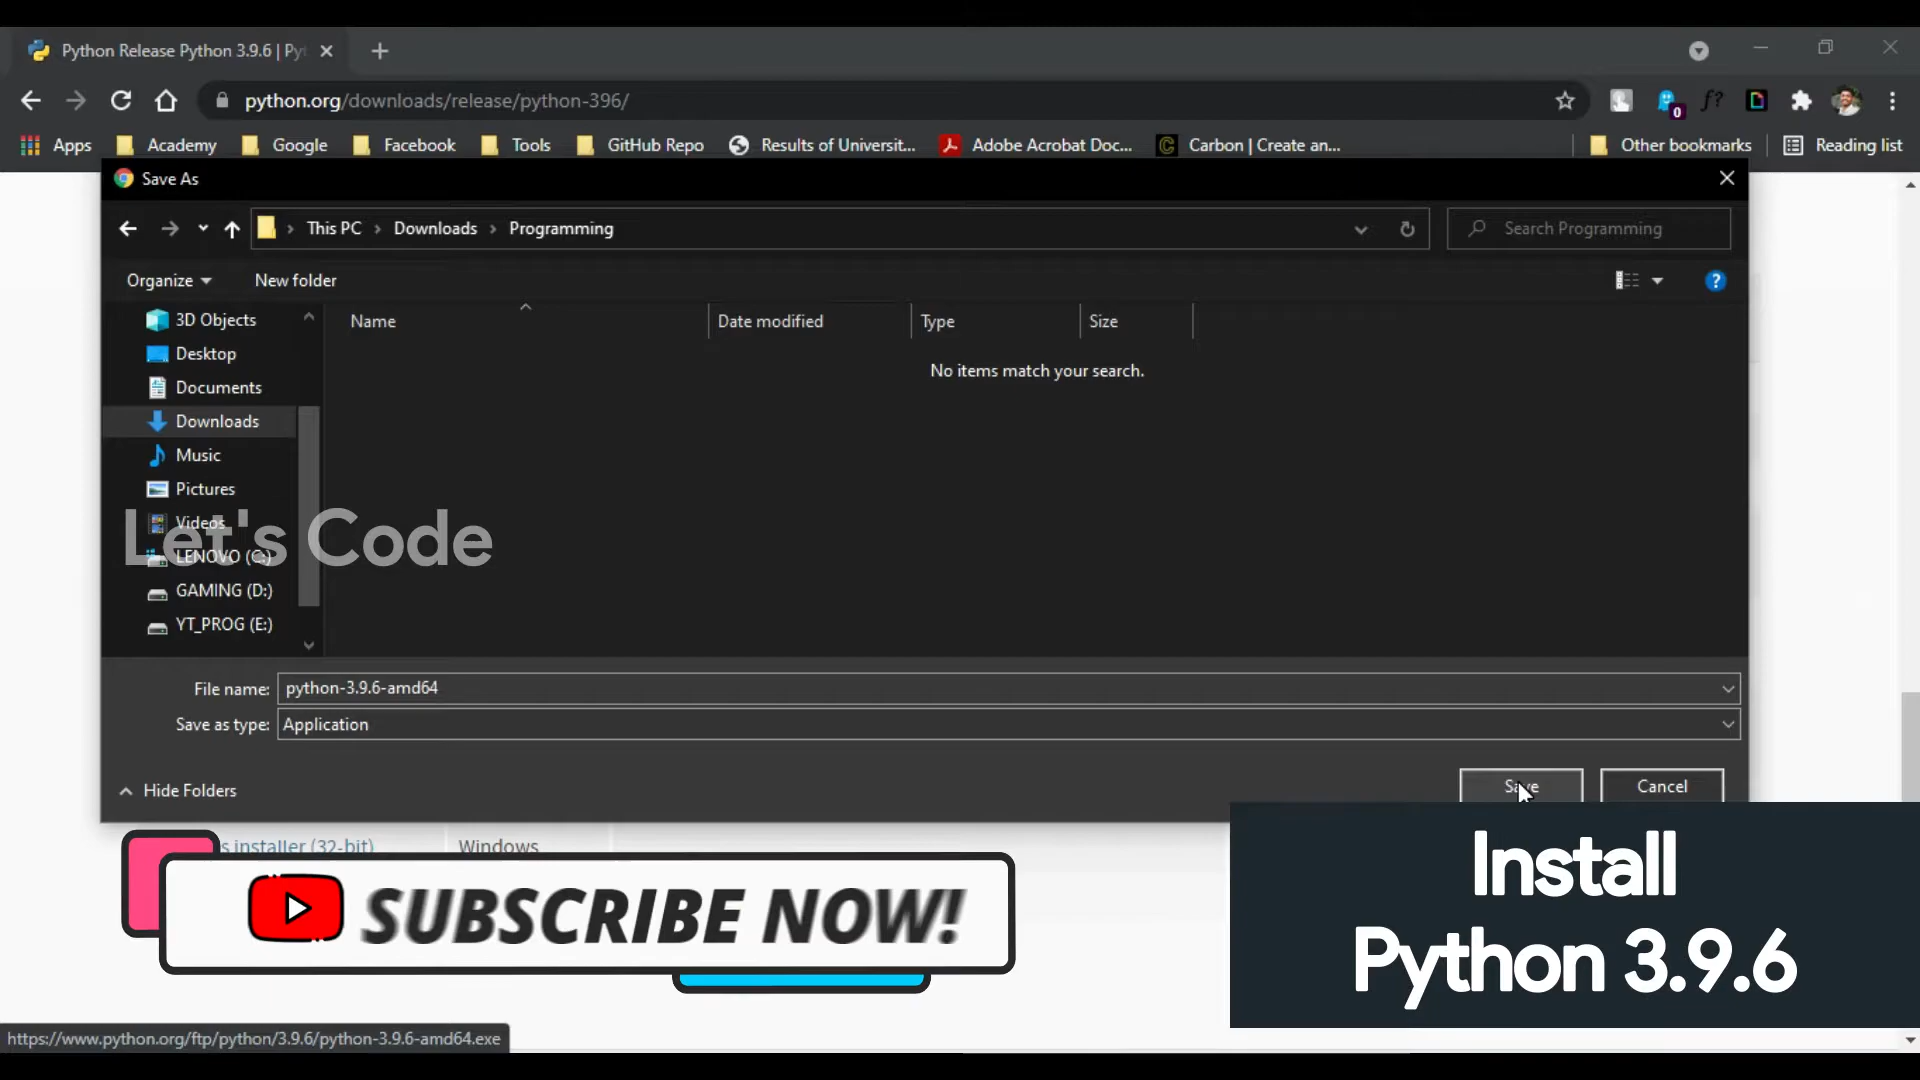 Python Release Python 3.9.6 | Py
python.org/downloads/release/python-396/
f?
0
Apps
Academy
Google
Facebook
Tools
GitHub Repo
Results of Universit...
Adobe Acrobat Doc...
Carbon | Create an...
Other bookmarks
Reading list
Save As
This PC > Downloads > Programming
Search Programming
Organize
New folder
?
Name
Date modified
Type
Size
No items match your search.
3D Objects
Desktop
Documents
Downloads
Music
Pictures
Videos
LENOVO (C:)
GAMING (D:)
YT_PROG (E:)
Let's Code
File name: python-3.9.6-amd64
Save as type: Application
Hide Folders
Save
Cancel
s installer (32-bit)
Windows
SUBSCRIBE NOW!
Install
Python 3.9.6
https://www.python.org/ftp/python/3.9.6/python-3.9.6-amd64.exe